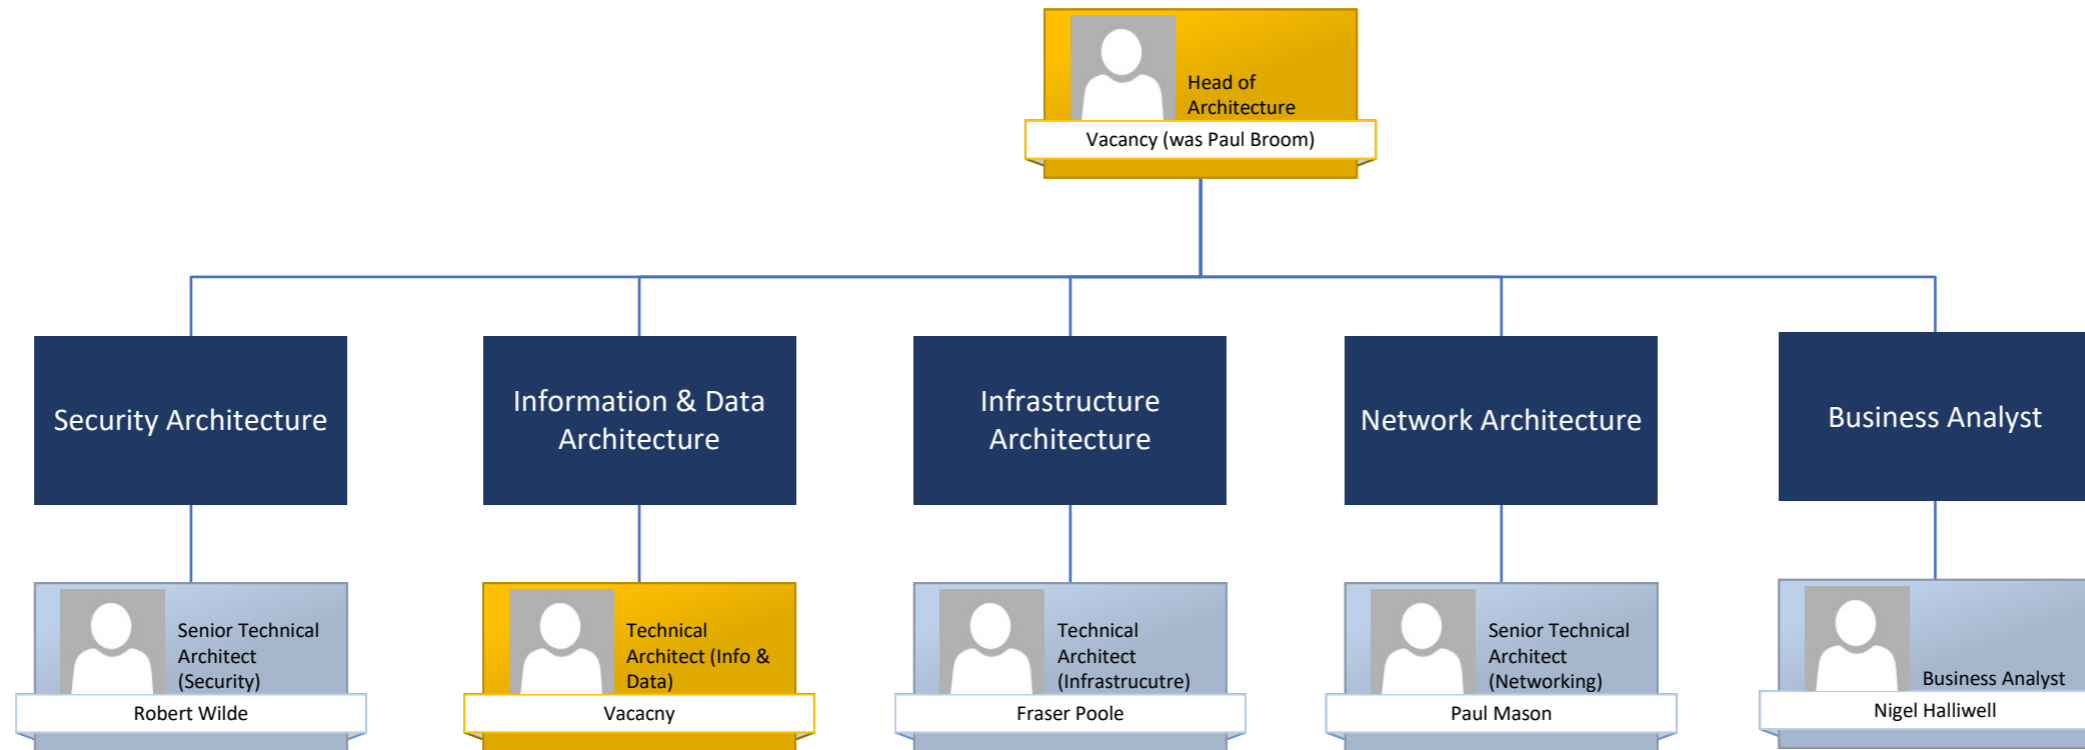 Head of
Architecture
Vacancy (was Paul Broom)
Security Architecture
Information & Data
Architecture
Infrastructure
Architecture
Network Architecture
Business Analyst
Senior Technical
Architect
(Security)
Robert Wilde
Technical
Architect (Info &
Data)
Vacacny
Technical
Architect
(Infrastrucutre)
Fraser Poole
Senior Technical
Architect
(Networking)
Paul Mason
Business Analyst
Nigel Halliwell